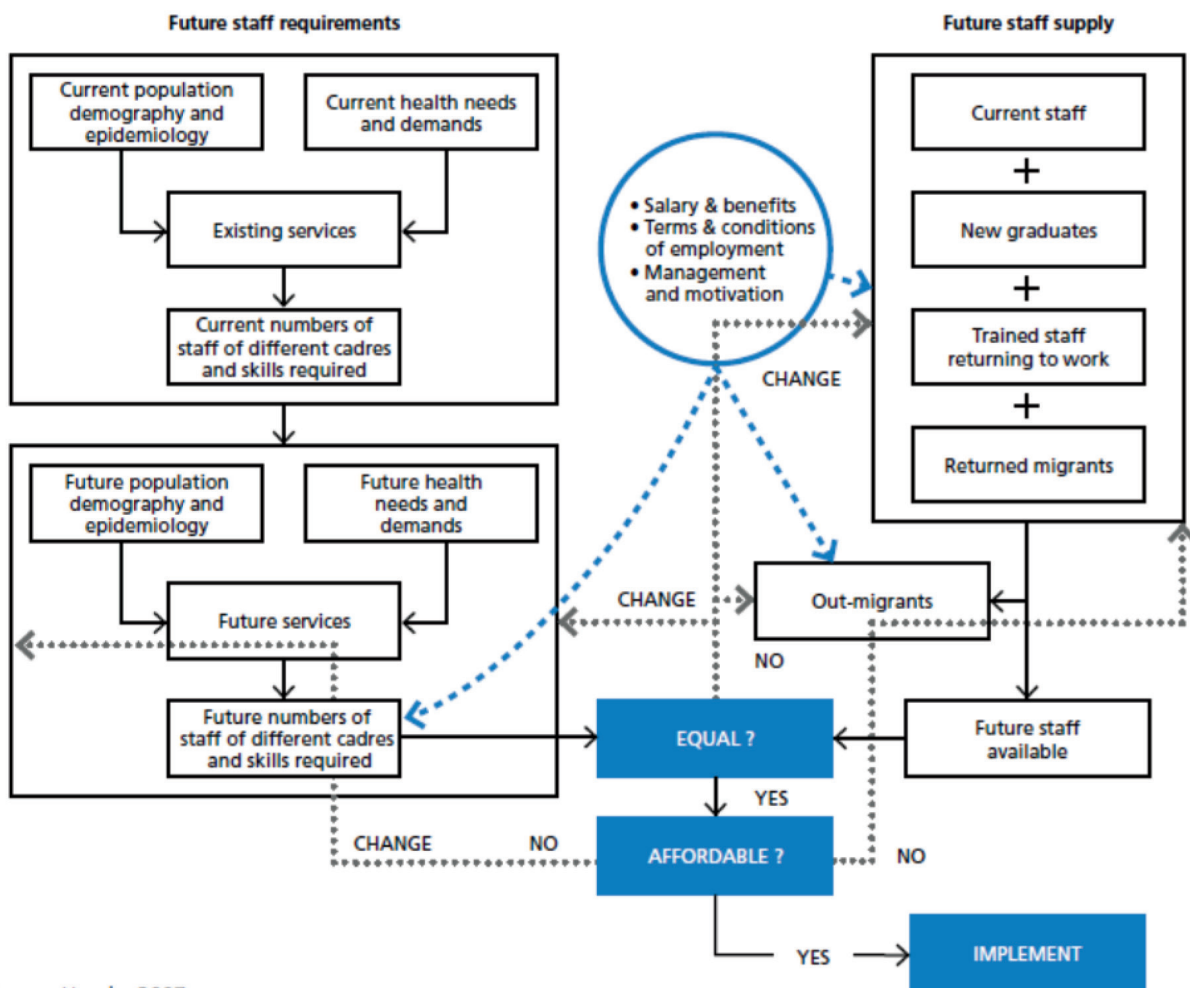 Future staff requirements
Future staff supply
Current population
demography and
epidemiology
Current health needs
and demands
Existing services
Current numbers of
staff of different cadres
and skills required
• Salary & benefits
• Terms & conditions
of employment
• Management
and motivation
Current staff
+
New graduates
+
Trained staff
returning to work
+
Returned migrants
CHANGE
Future population
demography and
epidemiology
Future health
needs and
demands
Future services
Future numbers of
staff of different cadres
and skills required
CHANGE
Out-migrants
NO
EQUAL ?
Future staff
available
YES
CHANGE
NO
AFFORDABLE ?
NO
YES
IMPLEMENT